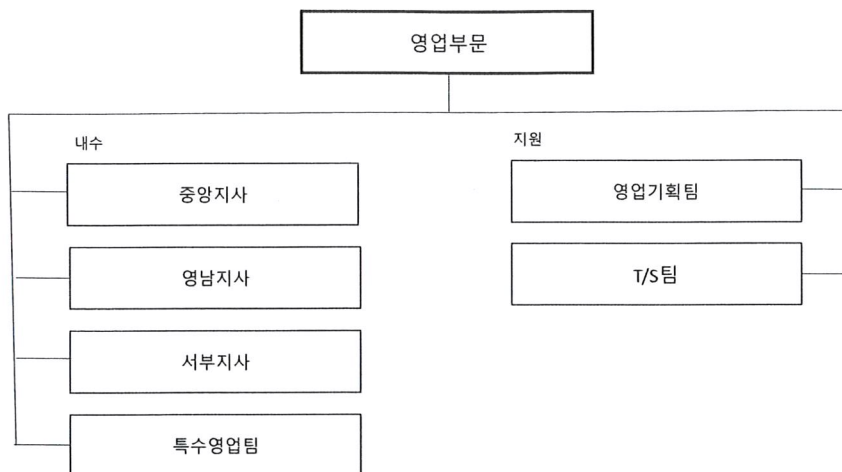 영업부문
내수
중앙지사
영남지사
서부지사
특수영업팀
지원
영업기획팀
T/S팀